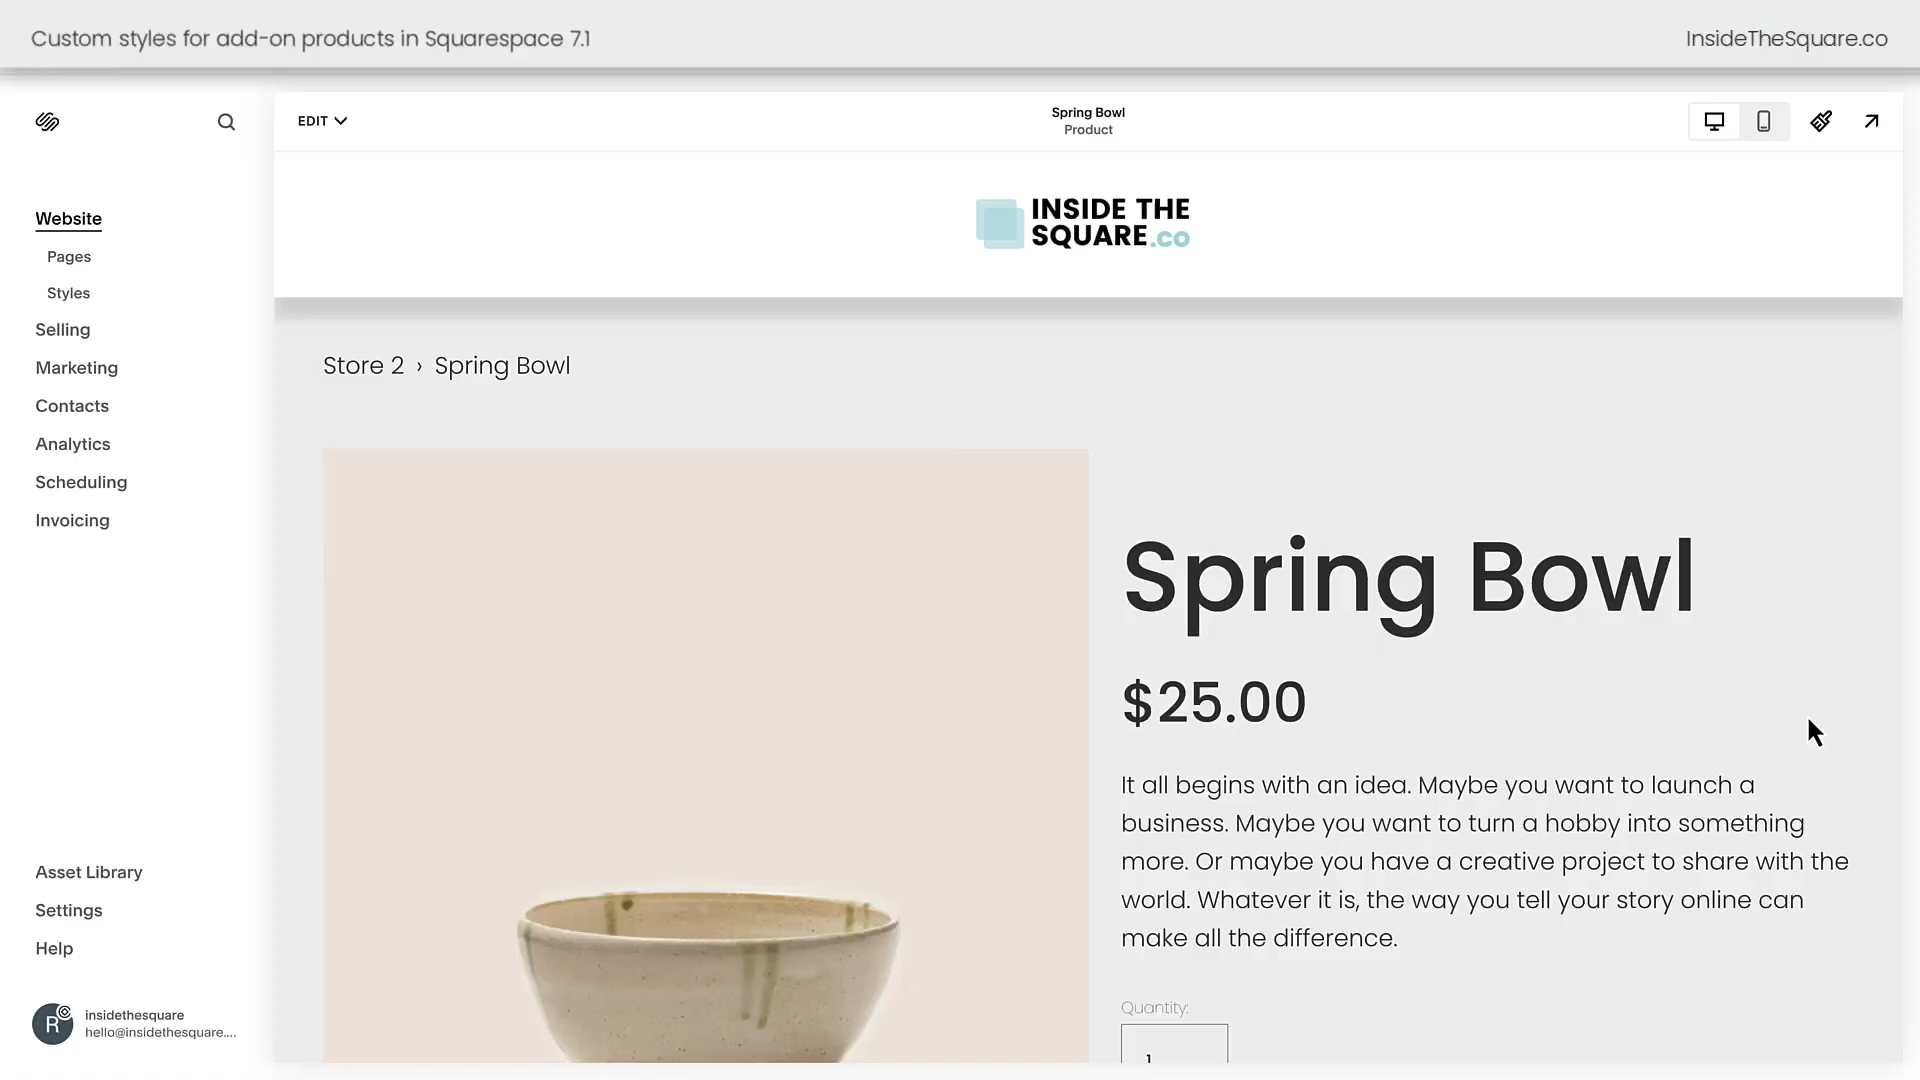 Custom styles for add-on products in Squarespace 7.1
InsideTheSquare.co
EDIT
Spring Bowl
Product
Website
Pages
Styles
Selling
Marketing
Contacts
Analytics
Scheduling
Invoicing
Asset Library
Settings
Help
R
insidethesquare
hello@insidethesquare....
INSIDE THE
SQUARE.co
Store 2 › Spring Bowl
Spring Bowl
$25.00
It all begins with an idea. Maybe you want to launch a
business. Maybe you want to turn a hobby into something
more. Or maybe you have a creative project to share with the
world. Whatever it is, the way you tell your story online can
make all the difference.
Quantity:
1